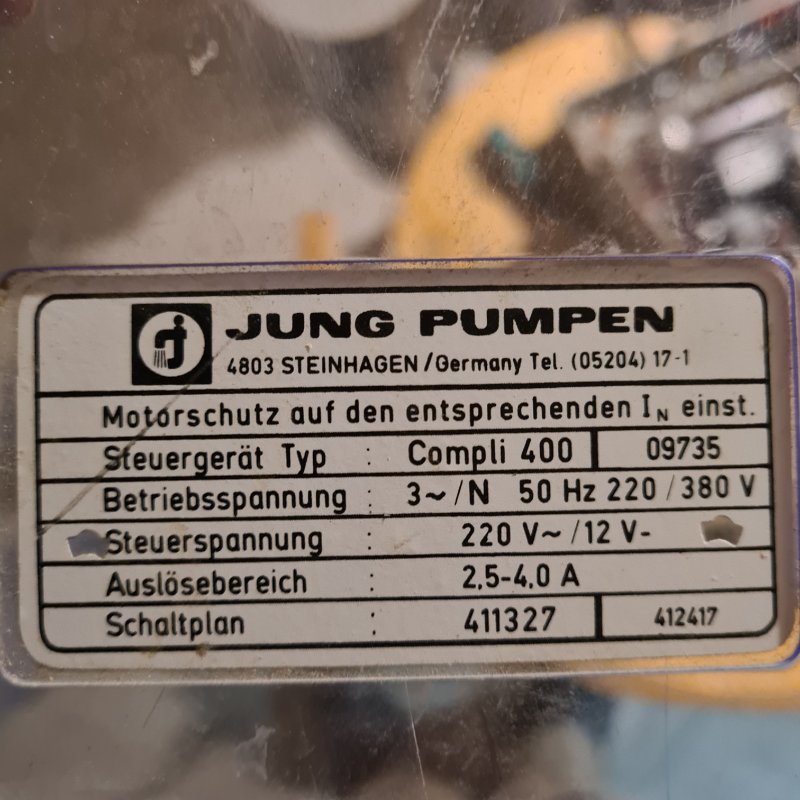 JUNG PUMPEN
4803 STEINHAGEN/Germany Tel. (05204) 17-1
Motorschutz auf den entsprechenden I_N einst.
Steuergerät Typ : Compli 400 09735
Betriebsspannung : 3~/N 50 Hz 220/380 V
Steuerspannung : 220 V~/12 V-
Auslösebereich : 2,5-4,0 A
Schaltplan : 411327 412417